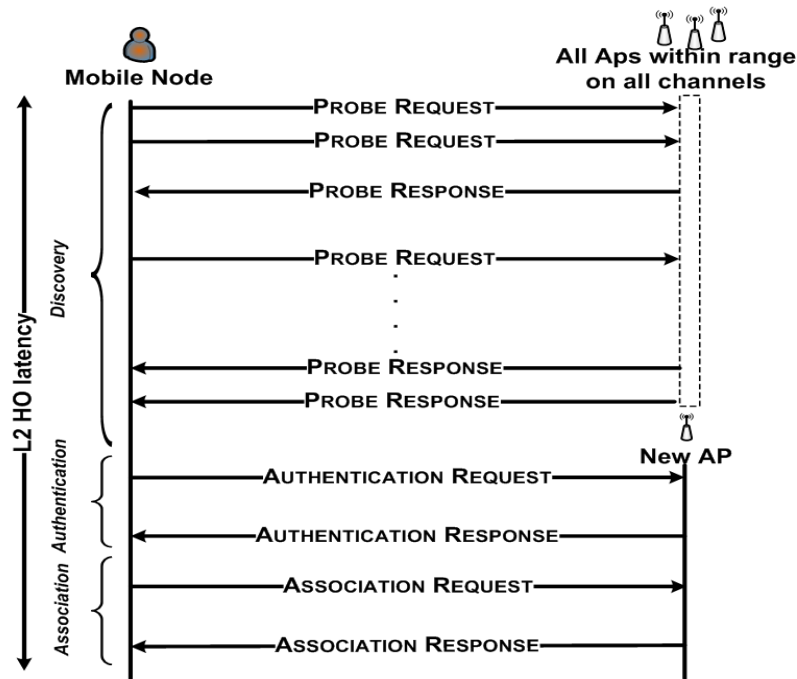 Mobile Node
All Aps within range
on all channels
PROBE REQUEST
PROBE REQUEST
PROBE RESPONSE
Discovery
PROBE REQUEST
L2 HO latency
PROBE RESPONSE
PROBE RESPONSE
New AP
Authentication
AUTHENTICATION REQUEST
AUTHENTICATION RESPONSE
Association
ASSOCIATION REQUEST
ASSOCIATION RESPONSE